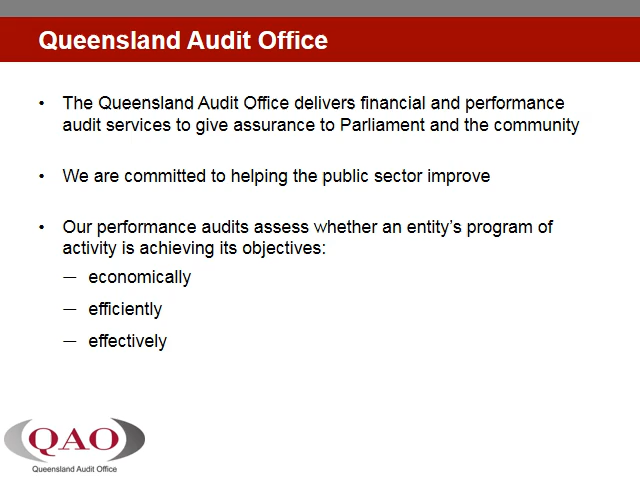 Queensland Audit Office
• The Queensland Audit Office delivers financial and performance
audit services to give assurance to Parliament and the community
• We are committed to helping the public sector improve
• Our performance audits assess whether an entity’s program of
activity is achieving its objectives:
— economically
— efficiently
— effectively
QAO
Queensland Audit Office